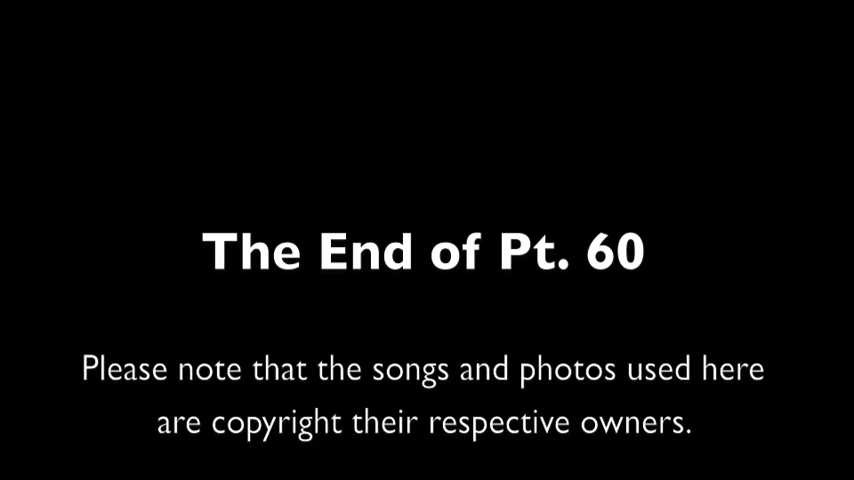 The End of Pt. 60
Please note that the songs and photos used here
are copyright their respective owners.